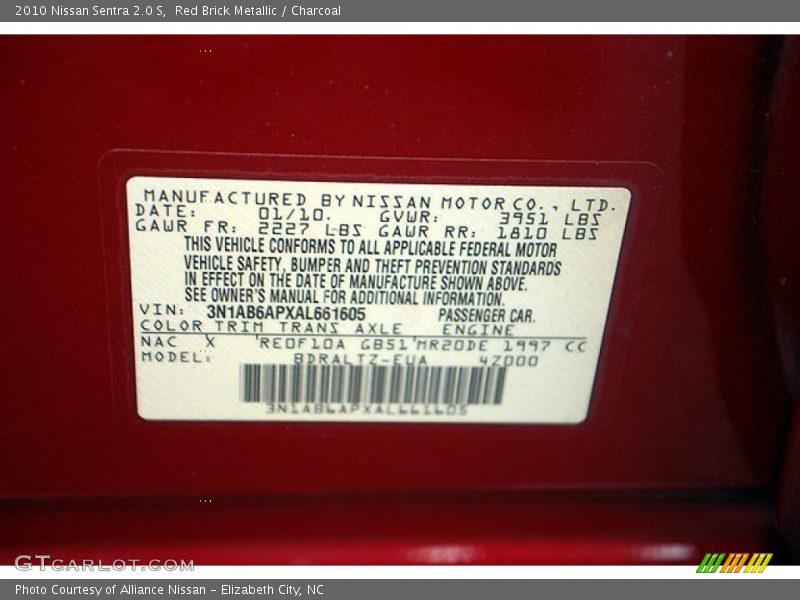 2010 Nissan Sentra 2.0 S,  Red Brick Metallic / Charcoal
MANUFACTURED BY NISSAN MOTOR CO., LTD.
DATE: 01/10. GVWR: 3951 LBS
GAWR FR: 2227 LBS GAWR RR: 1810 LBS
THIS VEHICLE CONFORMS TO ALL APPLICABLE FEDERAL MOTOR
VEHICLE SAFETY, BUMPER AND THEFT PREVENTION STANDARDS
IN EFFECT ON THE DATE OF MANUFACTURE SHOWN ABOVE.
SEE OWNER'S MANUAL FOR ADDITIONAL INFORMATION.
VIN: 3N1AB6APXAL661605 PASSENGER CAR.
COLOR TRIM TRANS AXLE ENGINE
NAC X 'RE0F10A GB51'MR20DE 1997 CC
MODEL: BDRALTZ-EUA 4Z000
3N1AB6APXAL661605
GTCARLOT.COM
Photo Courtesy of Alliance Nissan - Elizabeth City, NC